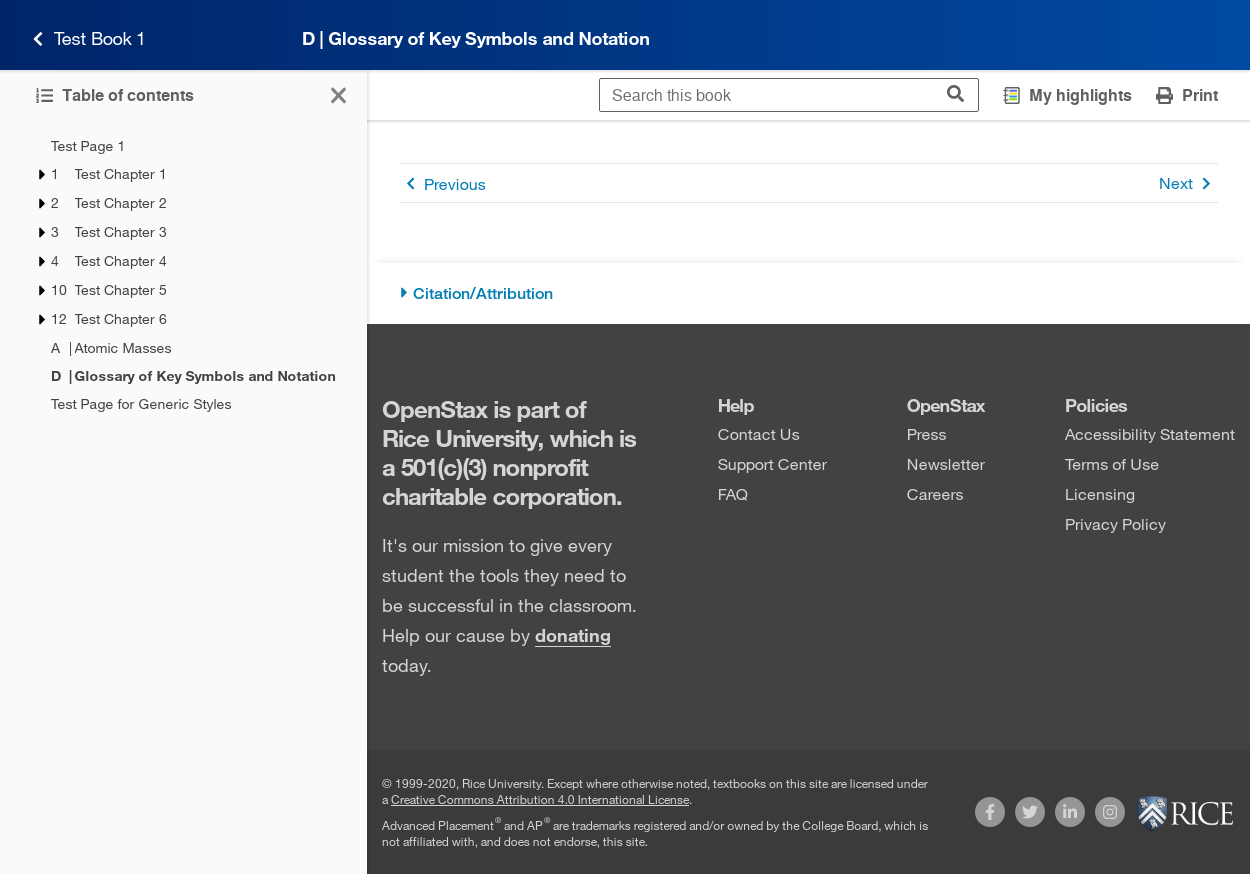 Test Book 1
D | Glossary of Key Symbols and Notation
Table of contents
Search this book
My highlights
Print
Test Page 1
1 Test Chapter 1
2 Test Chapter 2
3 Test Chapter 3
4 Test Chapter 4
10 Test Chapter 5
12 Test Chapter 6
A | Atomic Masses
D | Glossary of Key Symbols and Notation
Test Page for Generic Styles
Previous
Next
Citation/Attribution
OpenStax is part of
Rice University, which is
a 501(c)(3) nonprofit
charitable corporation.
It's our mission to give every
student the tools they need to
be successful in the classroom.
Help our cause by donating
today.
Help
Contact Us
Support Center
FAQ
OpenStax
Press
Newsletter
Careers
Policies
Accessibility Statement
Terms of Use
Licensing
Privacy Policy
© 1999-2020, Rice University. Except where otherwise noted, textbooks on this site are licensed under
a Creative Commons Attribution 4.0 International License.
Advanced Placement® and AP® are trademarks registered and/or owned by the College Board, which is
not affiliated with, and does not endorse, this site.
RICE